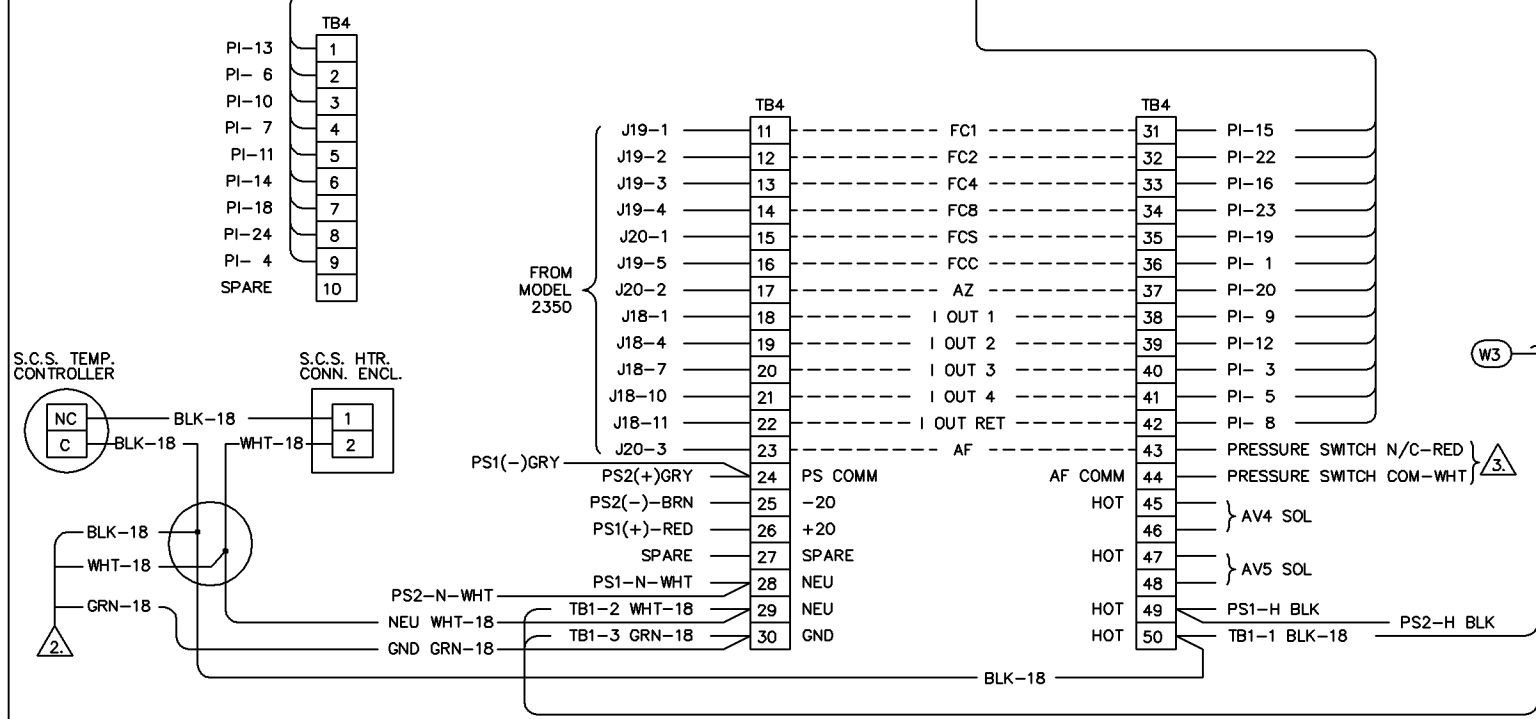 TB4
PI-13 1
PI- 6 2
PI-10 3
PI- 7 4
PI-11 5
PI-14 6
PI-18 7
PI-24 8
PI- 4 9
SPARE 10
TB4 TB4
J19-1 11 FC1 31 PI-15
J19-2 12 FC2 32 PI-22
J19-3 13 FC4 33 PI-16
J19-4 14 FC8 34 PI-23
J20-1 15 FCS 35 PI-19
J19-5 16 FCC 36 PI- 1
FROM
MODEL
2350
J20-2 17 AZ 37 PI-20
J18-1 18 I OUT 1 38 PI- 9
J18-4 19 I OUT 2 39 PI-12
J18-7 20 I OUT 3 40 PI- 3
J18-10 21 I OUT 4 41 PI- 5
J18-11 22 I OUT RET 42 PI- 8
J20-3 23 AF 43 PRESSURE SWITCH N/C-RED
PS1(-)GRY
PS2(+)GRY 24 PS COMM AF COMM 44 PRESSURE SWITCH COM-WHT
3.
PS2(-)-BRN 25 -20 HOT 45
AV4 SOL
PS1(+)-RED 26 +20 46
SPARE 27 SPARE HOT 47
AV5 SOL
PS1-N-WHT 28 NEU 48
PS2-N-WHT
TB1-2 WHT-18 29 NEU HOT 49 PS1-H BLK
NEU WHT-18 PS2-H BLK
TB1-3 GRN-18 30 GND HOT 50 TB1-1 BLK-18
GND GRN-18
BLK-18
W3
S.C.S. TEMP.
CONTROLLER
S.C.S. HTR.
CONN. ENCL.
NC BLK-18 1
C BLK-18 WHT-18 2
BLK-18
WHT-18
GRN-18
2.